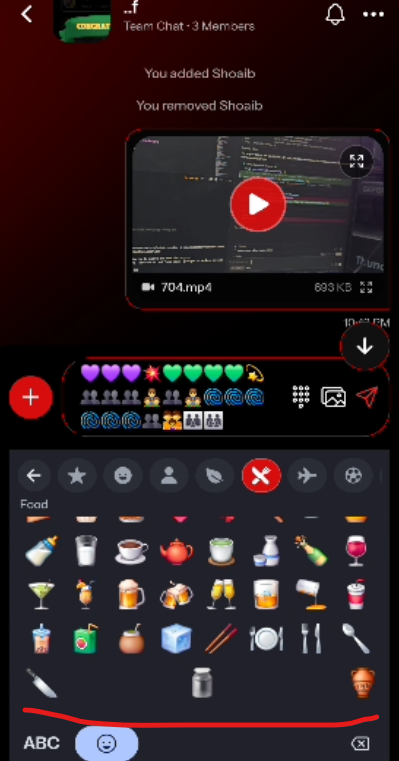 ..f
Team Chat · 3 Members
You added Shoaib
You removed Shoaib
704.mp4
693 KB
Food
ABC